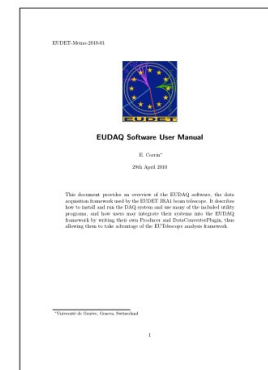 EUDET-Memo-2010-01
EUDET
EUDAQ Software User Manual
E. Corrin*
29th April 2010
This document provides an overview of the EUDAQ software, the data
acquisition framework used by the EUDET JRA1 beam telescope. It describes
how to install and run the DAQ system and use many of the included utility
programs, and how users may integrate their systems into the EUDAQ
framework by writing their own Producer and DataConverterPlugin, thus
allowing them to take advantage of the EUTelescope analysis framework.
*Université de Genève, Geneva, Switzerland
1